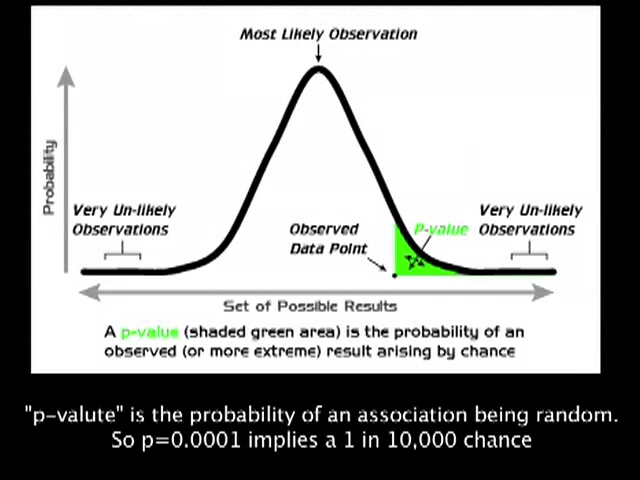 Most Likely Observation
Probability
Very Un-likely
Observations
Observed
Data Point
P-value
Very Un-likely
Observations
Set of Possible Results
A p-value (shaded green area) is the probability of an
observed (or more extreme) result arising by chance
"p-valute" is the probability of an association being random.
So p=0.0001 implies a 1 in 10,000 chance